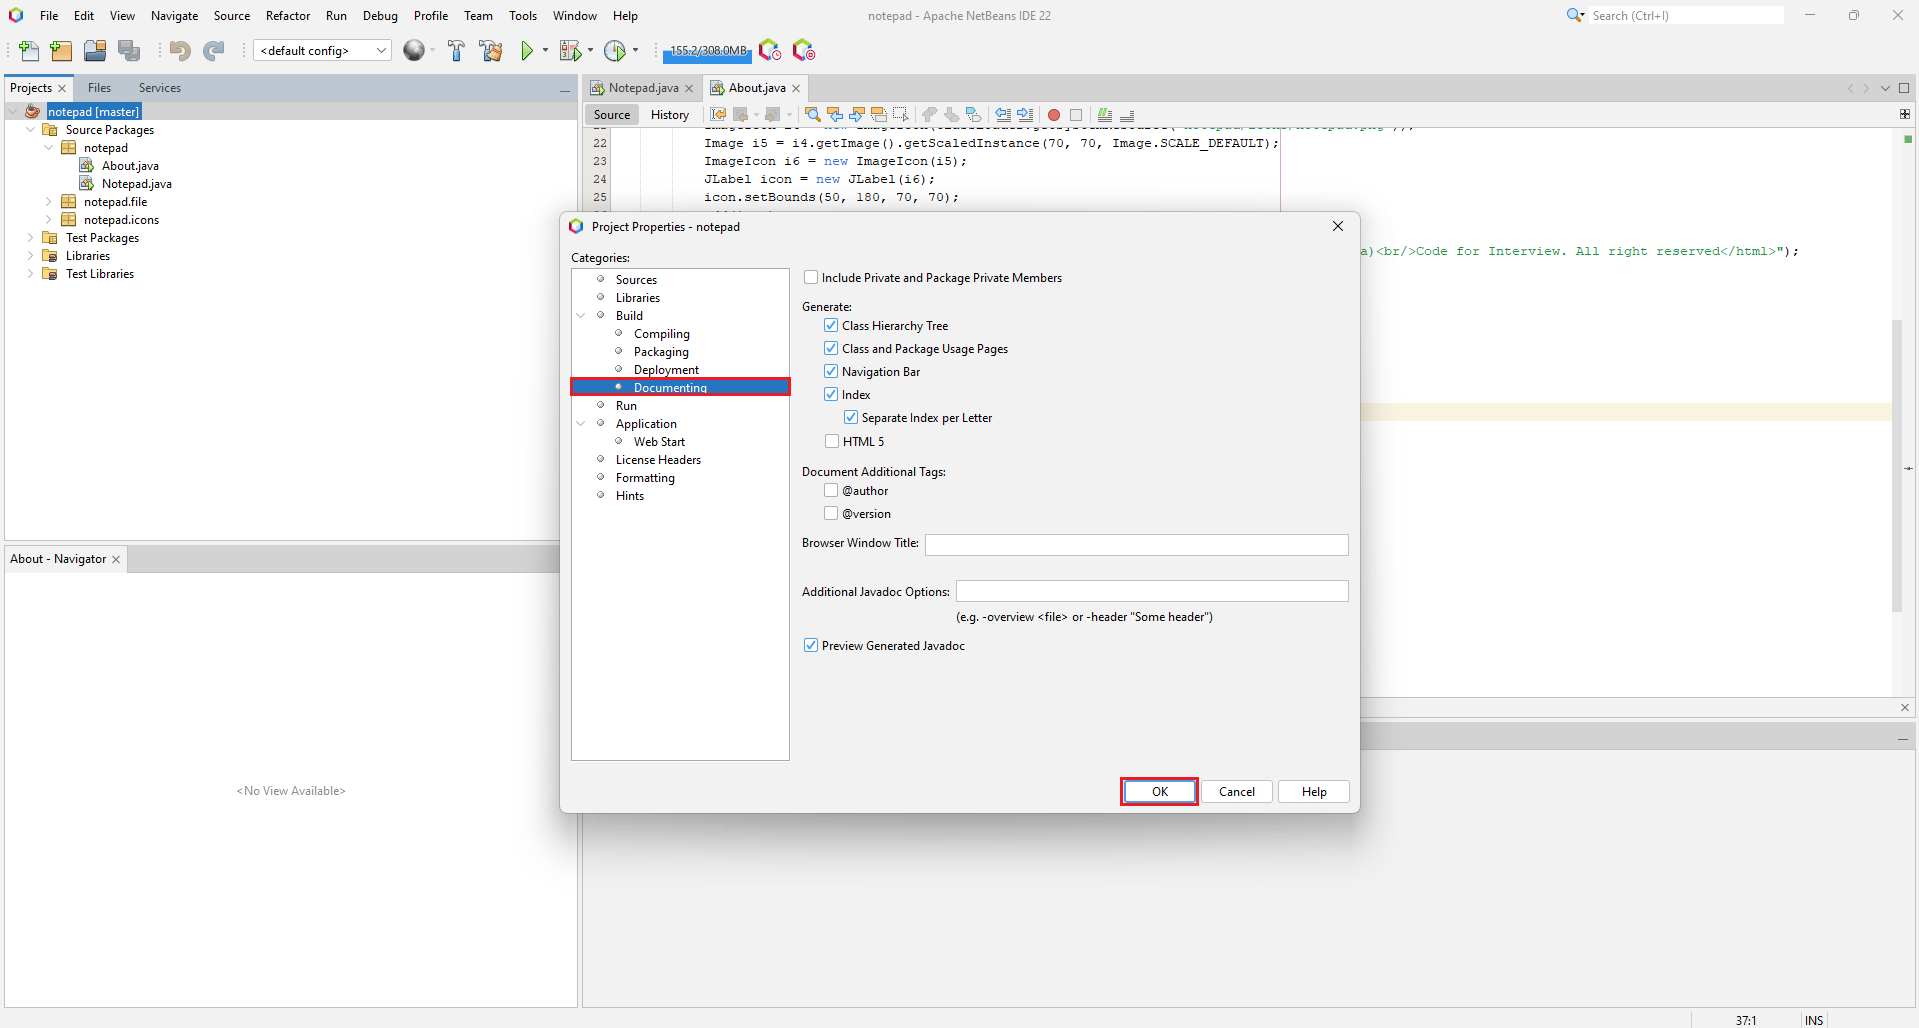 File Edit View Navigate Source Refactor Run Debug Profile Team Tools Window Help
notepad - Apache NetBeans IDE 22
Search (Ctrl+I)
<default config>
155.2/308.0MB
Projects
Files
Services
notepad [master]
Source Packages
notepad
About.java
Notepad.java
notepad.file
notepad.icons
Test Packages
Libraries
Test Libraries
About - Navigator
<No View Available>
Notepad.java
About.java
Source
History
22 Image i5 = i4.getImage().getScaledInstance(70, 70, Image.SCALE_DEFAULT);
23 ImageIcon i6 = new ImageIcon(i5);
24 JLabel icon = new JLabel(i6);
25 icon.setBounds(50, 180, 70, 70);
a)<br/>Code for Interview. All right reserved</html>");
Project Properties - notepad
Categories:
Sources
Libraries
Build
Compiling
Packaging
Deployment
Documenting
Run
Application
Web Start
License Headers
Formatting
Hints
Include Private and Package Private Members
Generate:
Class Hierarchy Tree
Class and Package Usage Pages
Navigation Bar
Index
Separate Index per Letter
HTML 5
Document Additional Tags:
@author
@version
Browser Window Title:
Additional Javadoc Options:
(e.g. -overview <file> or -header "Some header")
Preview Generated Javadoc
OK
Cancel
Help
37:1
INS